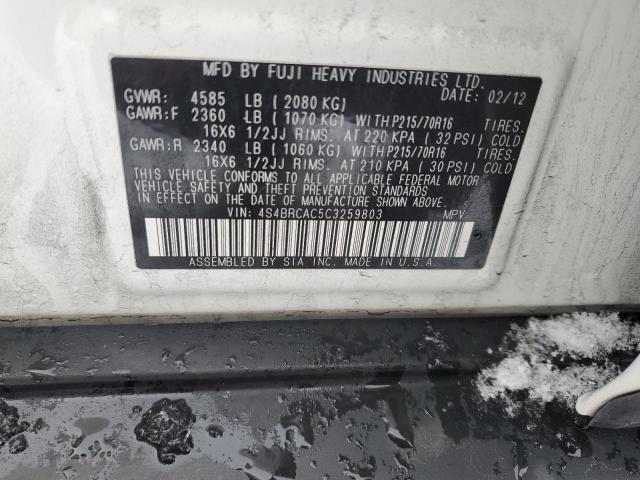 MFD BY FUJI HEAVY INDUSTRIES LTD.
DATE: 02/12
GVWR: 4585 LB ( 2080 KG)
GAWR:F 2360 LB ( 1070 KG) WITH P215/70R16 TIRES.
16X6 1/2JJ RIMS. AT 220 KPA ( 32 PSI) COLD
GAWR:R 2340 LB ( 1060 KG) WITH P215/70R16 TIRES.
16X6 1/2JJ RIMS. AT 210 KPA ( 30 PSI) COLD
THIS VEHICLE CONFORMS TO ALL APPLICABLE FEDERAL MOTOR
VEHICLE SAFETY AND THEFT PREVENTION STANDARDS
IN EFFECT ON THE DATE OF MANUFACTURE SHOWN ABOVE.
VIN: 4S4BRCAC5C3259803 MPV
ASSEMBLED BY SIA INC. MADE IN U.S.A.